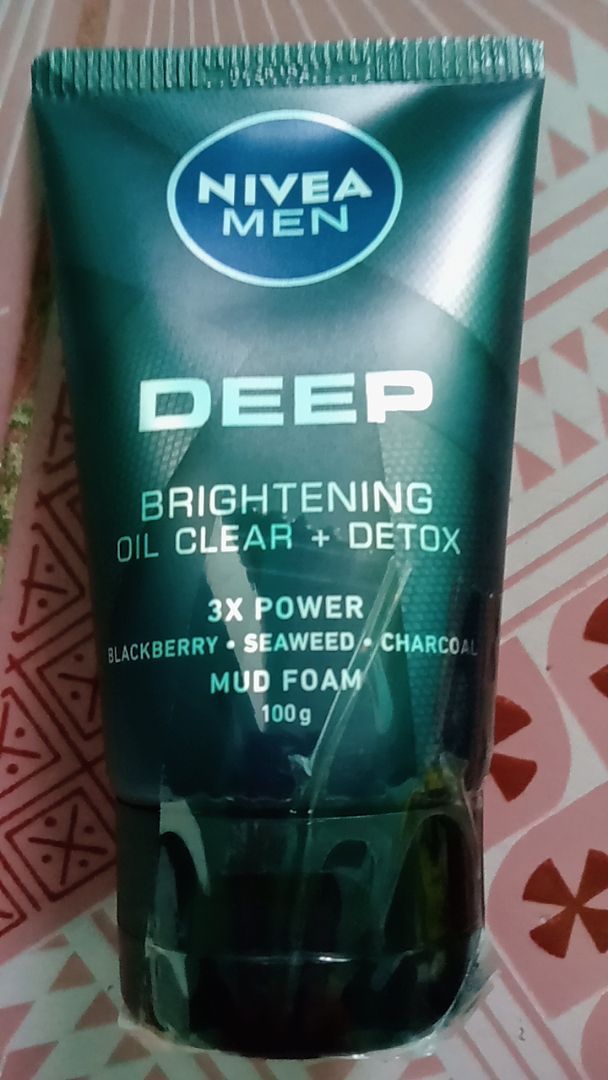 NIVEA
MEN
DEEP
BRIGHTENING
OIL CLEAR + DETOX
3X POWER
BLACKBERRY • SEAWEED • CHARCOAL
MUD FOAM
100g